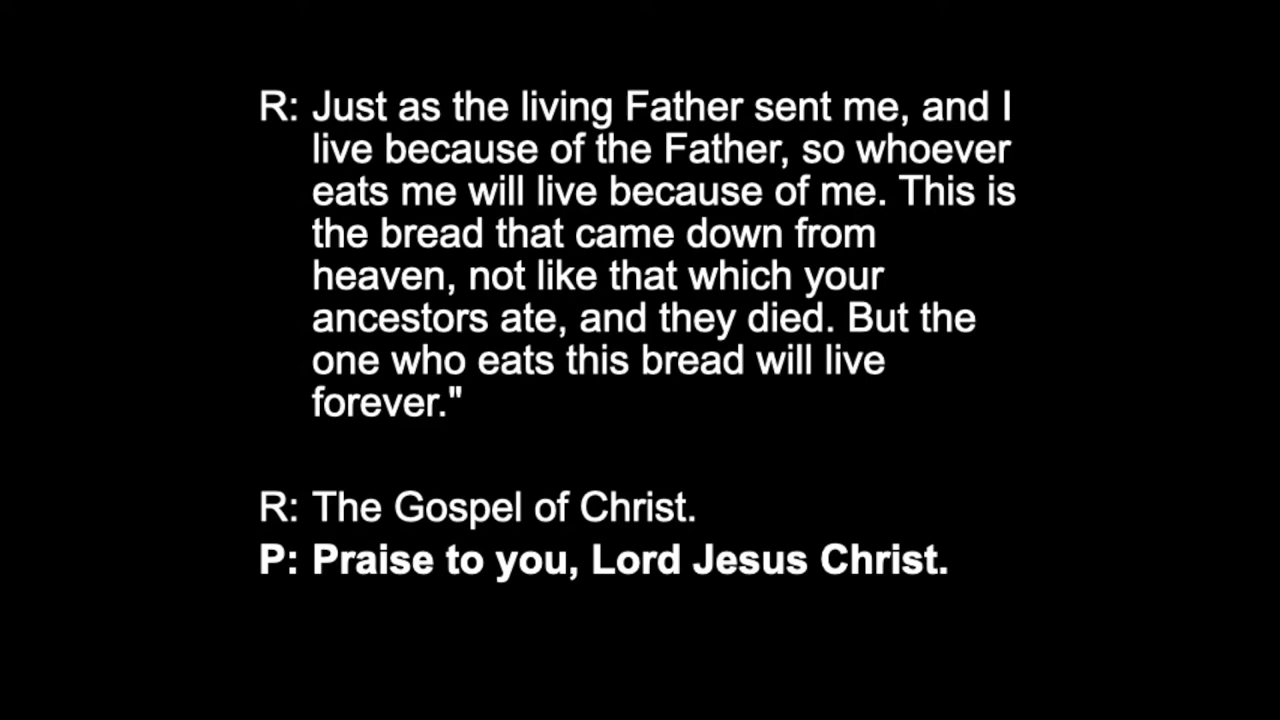 R: Just as the living Father sent me, and I
live because of the Father, so whoever
eats me will live because of me. This is
the bread that came down from
heaven, not like that which your
ancestors ate, and they died. But the
one who eats this bread will live
forever."
R: The Gospel of Christ.
P: Praise to you, Lord Jesus Christ.